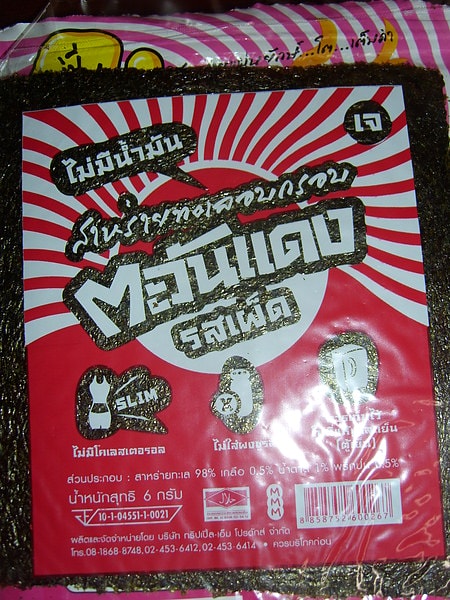 เจ
ไม่มีน้ำมัน
สาหร่ายทะเลอบกรอบ
ตะวันแดง
รสเผ็ด
SLIM
ไม่มีโคเลสเตอรอล
ไม่ใส่ผงชูรส
(ตู้เย็น)
ส่วนประกอบ : สาหร่ายทะเล 98% เกลือ 0.5% น้ำตาล 1% พริกป่น 0.5%
น้ำหนักสุทธิ 6 กรัม
10-1-04551-1-0021
MMM
8 858752 600267
ผลิตและจัดจำหน่ายโดย บริษัท ทริปเปิ้ล-เอ็ม โปรดักส์ จำกัด
โทร.08-1868-8748, 02-453-6412, 02-453-6414 • ควรบริโภคก่อน